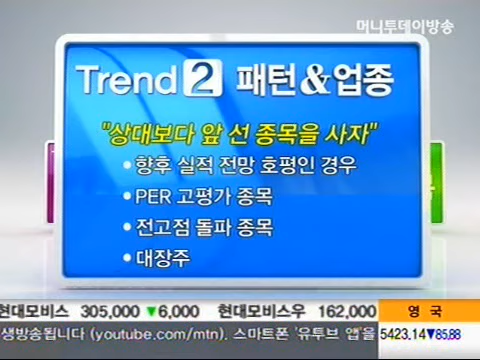 머니투데이방송
Trend 2 패턴&업종
"상대보다 앞 선 종목을 사자"
•향후 실적 전망 호평인 경우
•PER 고평가 종목
•전고점 돌파 종목
•대장주
현대모비스 305,000 ▼6,000 현대모비스우 162,000 영 국
생방송됩니다 (youtube.com/mtn). 스마트폰 '유투브 앱'을 5423.14▼85.88